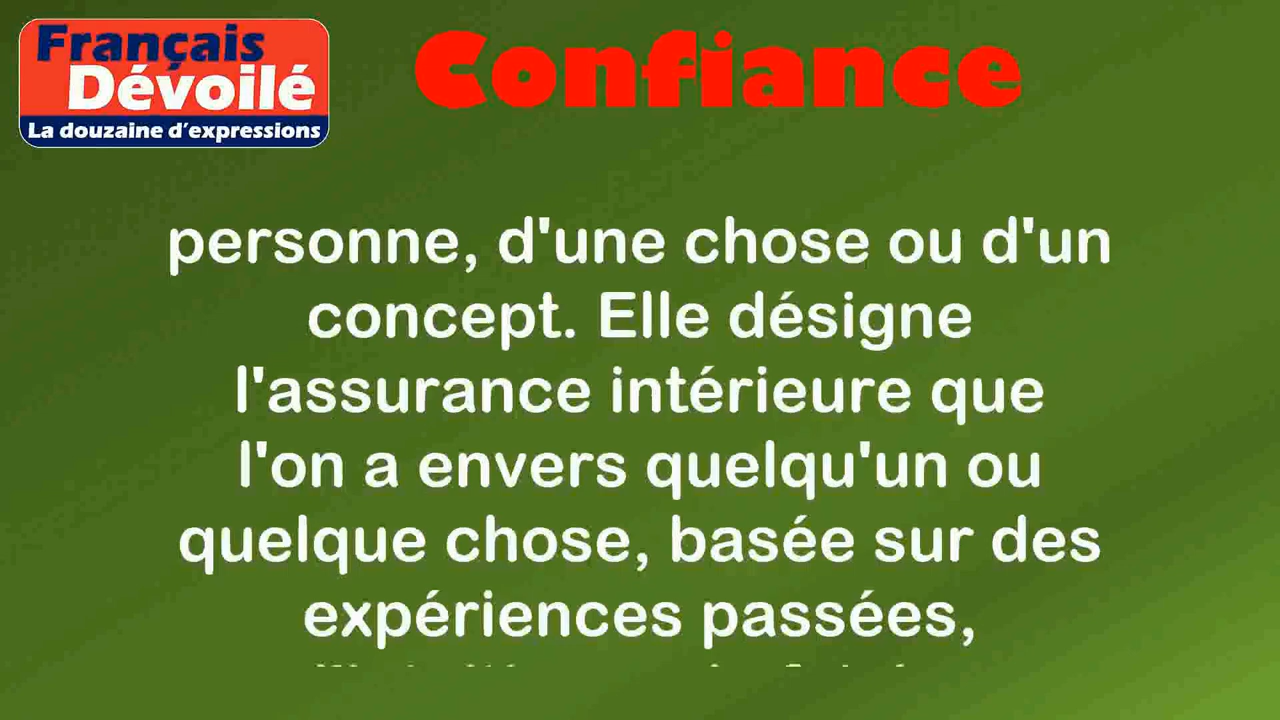 Français
Dévoilé
La douzaine d'expressions
Confiance
personne, d'une chose ou d'un
concept. Elle désigne
l'assurance intérieure que
l'on a envers quelqu'un ou
quelque chose, basée sur des
expériences passées,